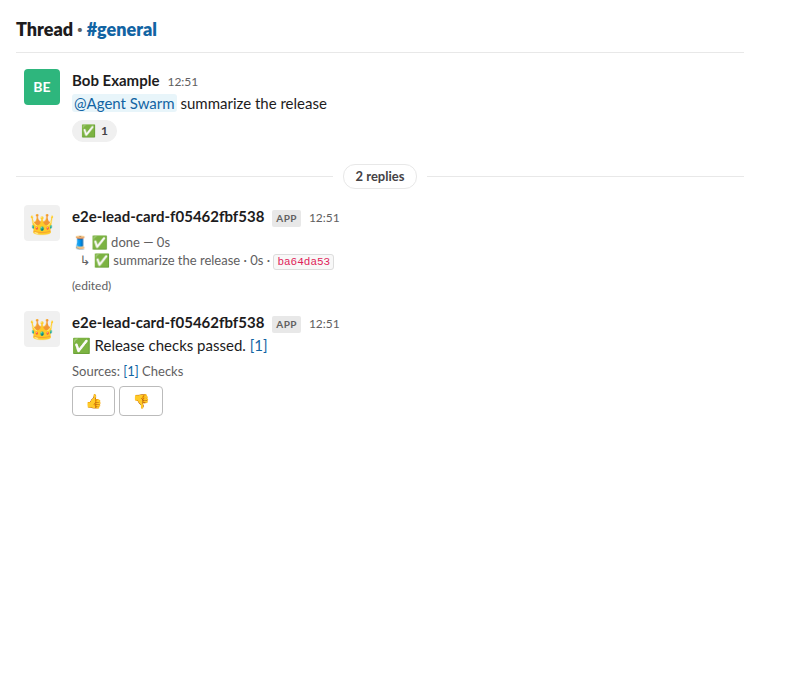 Thread • #general
BE
Bob Example 12:51
@Agent Swarm summarize the release
✅ 1
2 replies
e2e-lead-card-f05462fbf538 APP 12:51
🧵 ✅ done — 0s
↳ ✅ summarize the release · 0s · ba64da53
(edited)
e2e-lead-card-f05462fbf538 APP 12:51
✅ Release checks passed. [1]
Sources: [1] Checks
👍 👎